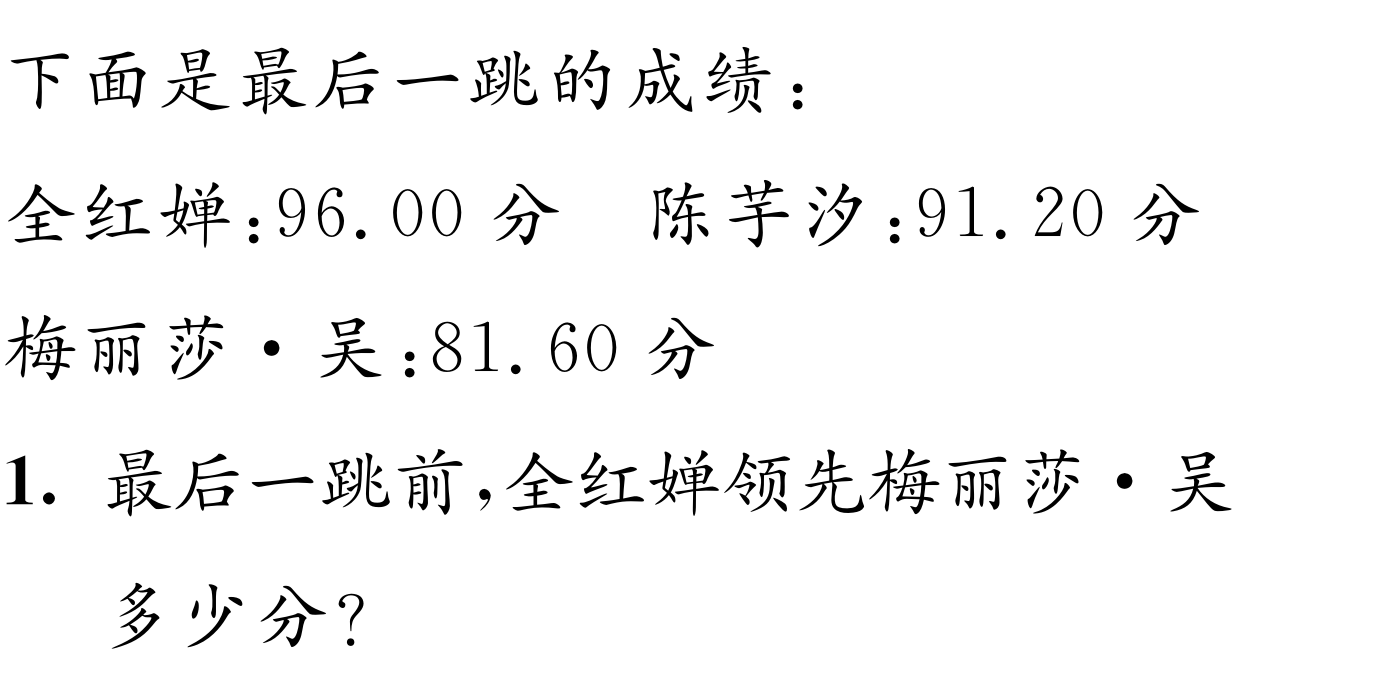 下面是最后一跳的成绩:
全红婵:96.00 分 陈芋汐:91.20 分
梅丽莎·吴:81.60 分
1. 最后一跳前,全红婵领先梅丽莎·吴
多少分?